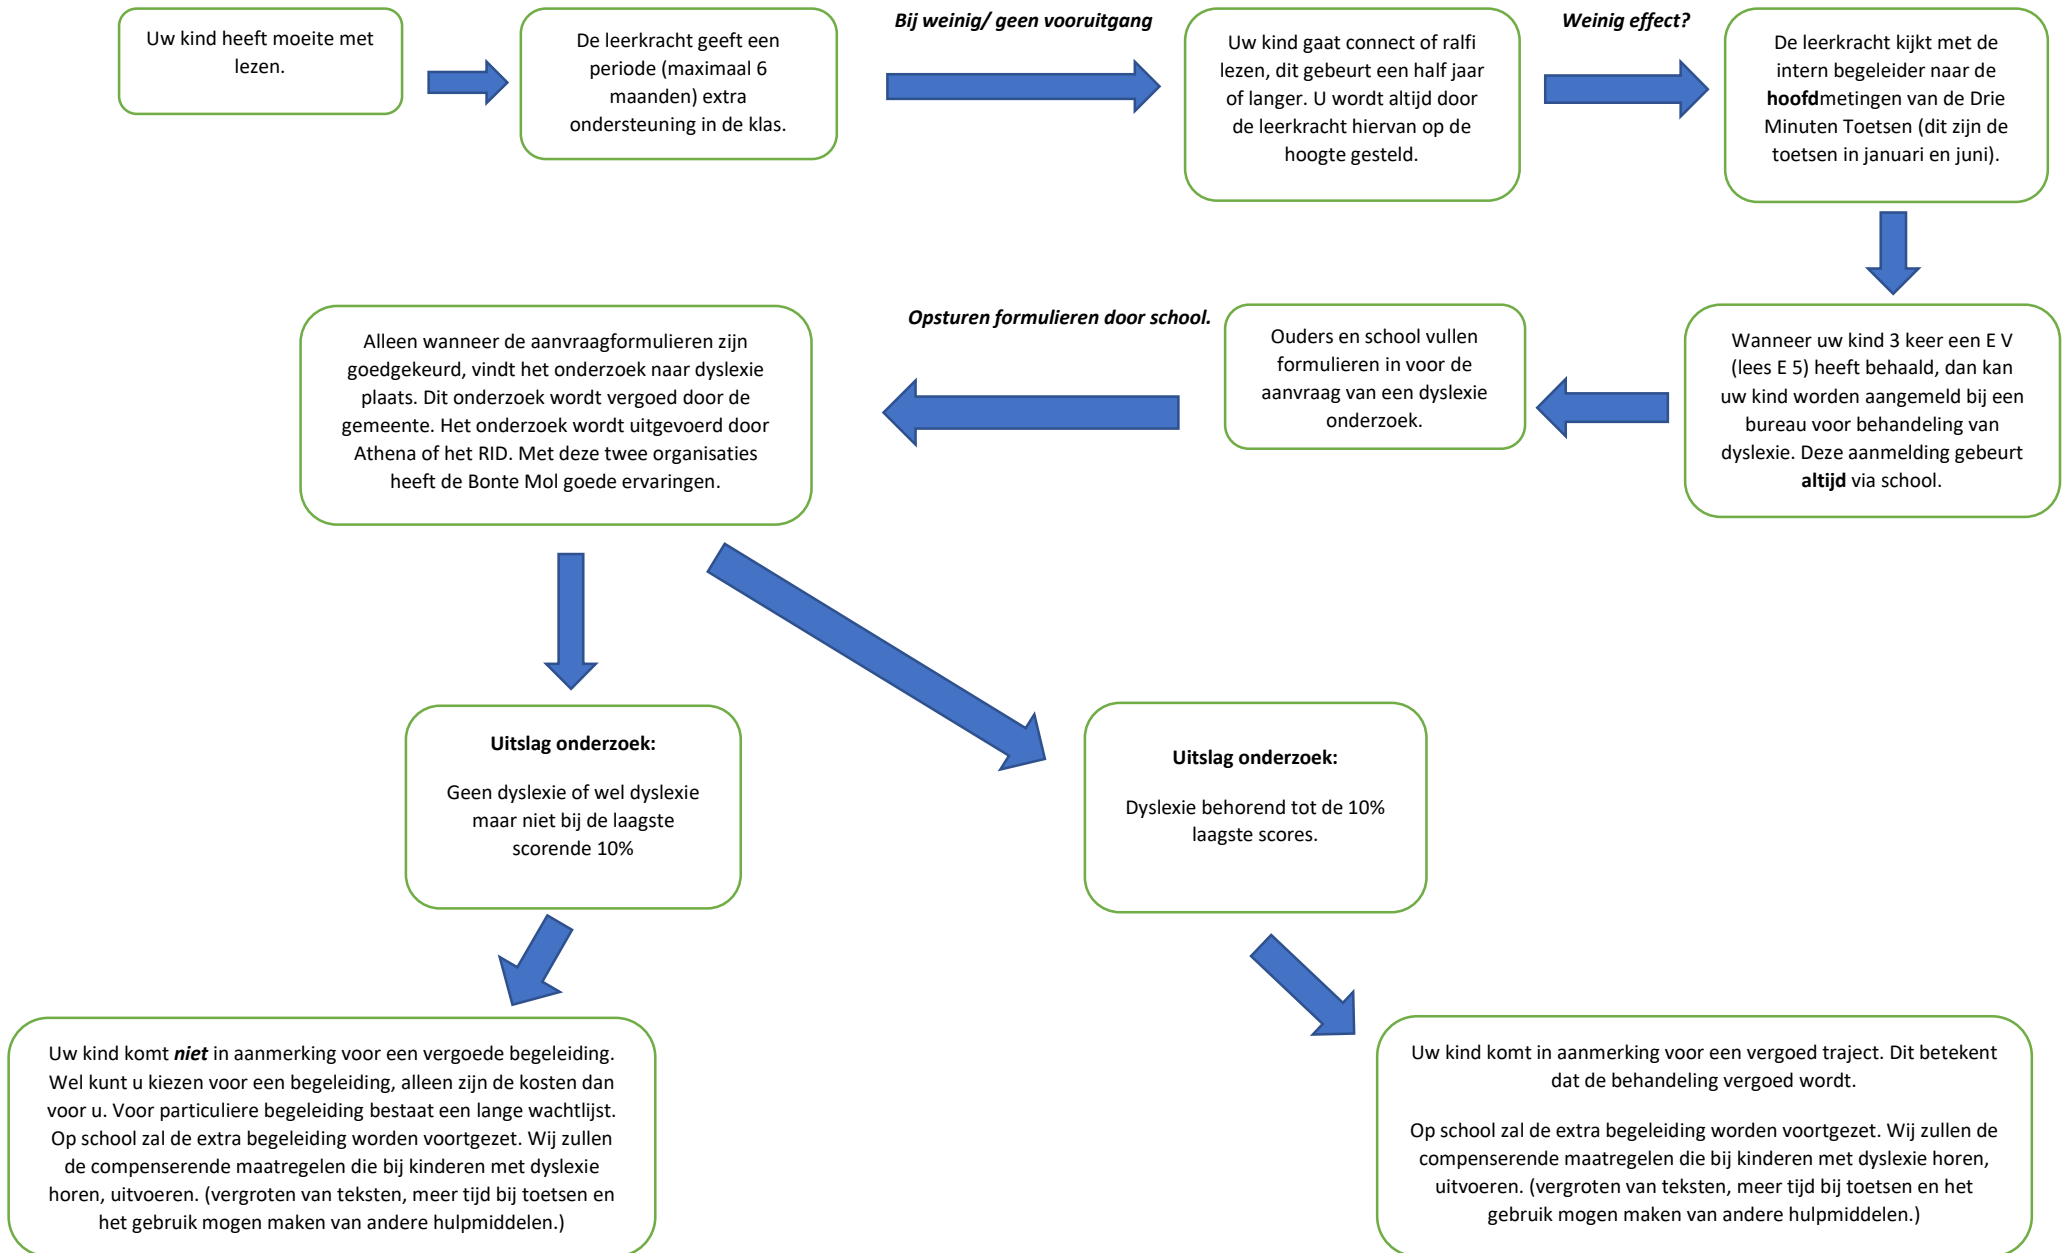 Uw kind heeft moeite met
lezen.
De leerkracht geeft een
periode (maximaal 6
maanden) extra
ondersteuning in de klas.
Bij weinig/ geen vooruitgang
Uw kind gaat connect of ralfi
lezen, dit gebeurt een half jaar
of langer. U wordt altijd door
de leerkracht hiervan op de
hoogte gesteld.
Weinig effect?
De leerkracht kijkt met de
intern begeleider naar de
hoofdmetingen van de Drie
Minuten Toetsen (dit zijn de
toetsen in januari en juni).
Wanneer uw kind 3 keer een E V
(lees E 5) heeft behaald, dan kan
uw kind worden aangemeld bij een
bureau voor behandeling van
dyslexie. Deze aanmelding gebeurt
altijd via school.
Ouders en school vullen
formulieren in voor de
aanvraag van een dyslexie
onderzoek.
Opsturen formulieren door school.
Alleen wanneer de aanvraagformulieren zijn
goedgekeurd, vindt het onderzoek naar dyslexie
plaats. Dit onderzoek wordt vergoed door de
gemeente. Het onderzoek wordt uitgevoerd door
Athena of het RID. Met deze twee organisaties
heeft de Bonte Mol goede ervaringen.
Uitslag onderzoek:
Geen dyslexie of wel dyslexie
maar niet bij de laagste
scorende 10%
Uitslag onderzoek:
Dyslexie behorend tot de 10%
laagste scores.
Uw kind komt niet in aanmerking voor een vergoede begeleiding.
Wel kunt u kiezen voor een begeleiding, alleen zijn de kosten dan
voor u. Voor particuliere begeleiding bestaat een lange wachtlijst.
Op school zal de extra begeleiding worden voortgezet. Wij zullen
de compenserende maatregelen die bij kinderen met dyslexie
horen, uitvoeren. (vergroten van teksten, meer tijd bij toetsen en
het gebruik mogen maken van andere hulpmiddelen.)
Uw kind komt in aanmerking voor een vergoed traject. Dit betekent
dat de behandeling vergoed wordt.
Op school zal de extra begeleiding worden voortgezet. Wij zullen de
compenserende maatregelen die bij kinderen met dyslexie horen,
uitvoeren. (vergroten van teksten, meer tijd bij toetsen en het
gebruik mogen maken van andere hulpmiddelen.)